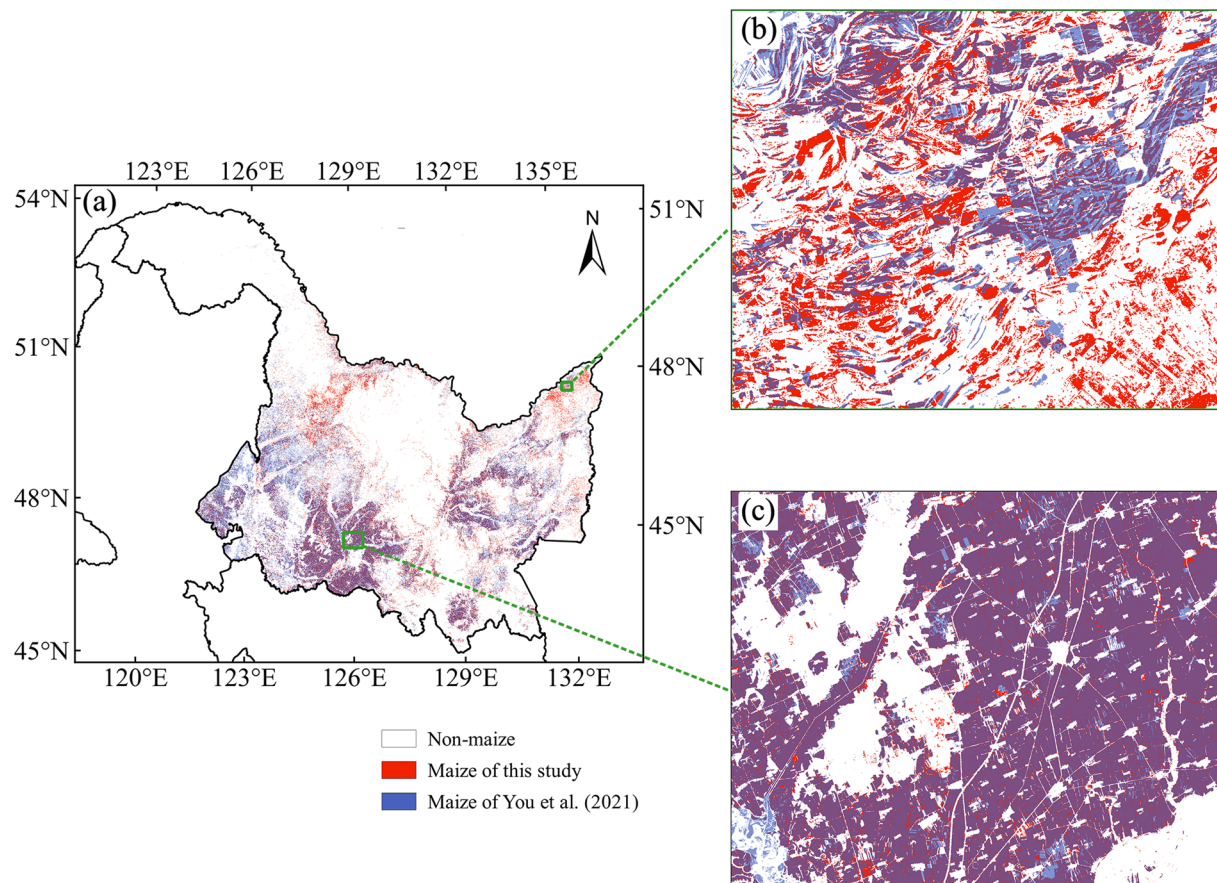 (b)
123°E 126°E 129°E 132°E 135°E
54°N
(a)
N
51°N
51°N
48°N
48°N
45°N
(c)
45°N
120°E 123°E 126°E 129°E 132°E
Non-maize
Maize of this study
Maize of You et al. (2021)